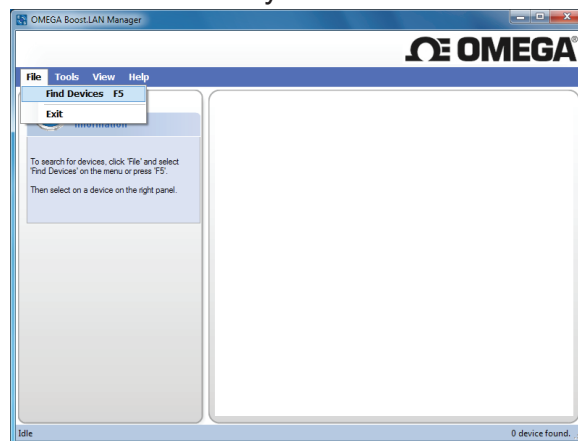 OMEGA Boost.LAN Manager
ΩE OMEGA®
File Tools View Help
Find Devices F5
Exit
Information
To search for devices, click 'File' and select
'Find Devices' on the menu or press 'F5'.
Then select on a device on the right panel.
Idle
0 device found.